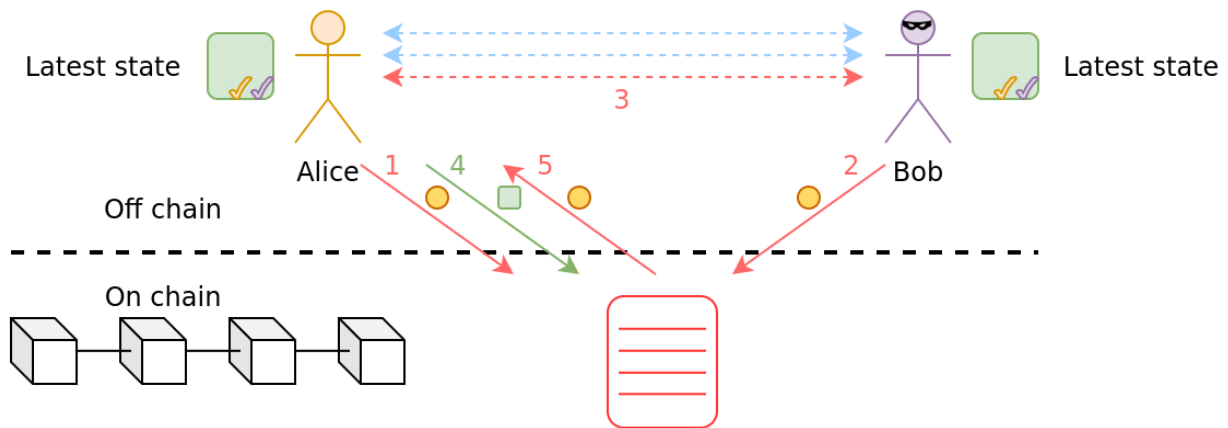 Latest state
Latest state
3
Alice
1
4
5
2
Bob
Off chain
On chain